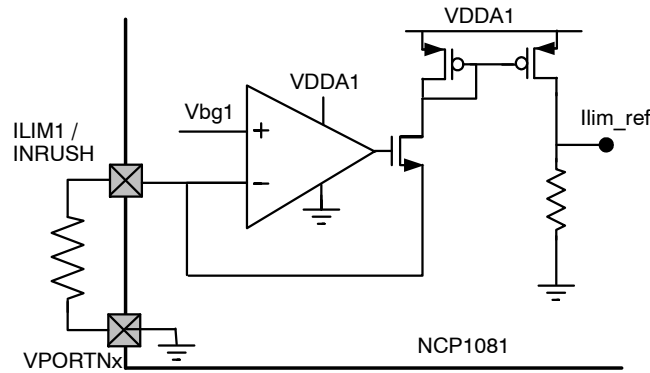 VDDA1
VDDA1
Vbg1
+
ILIM1 /
INRUSH
Ilim_ref
−
VPORTNx
NCP1081